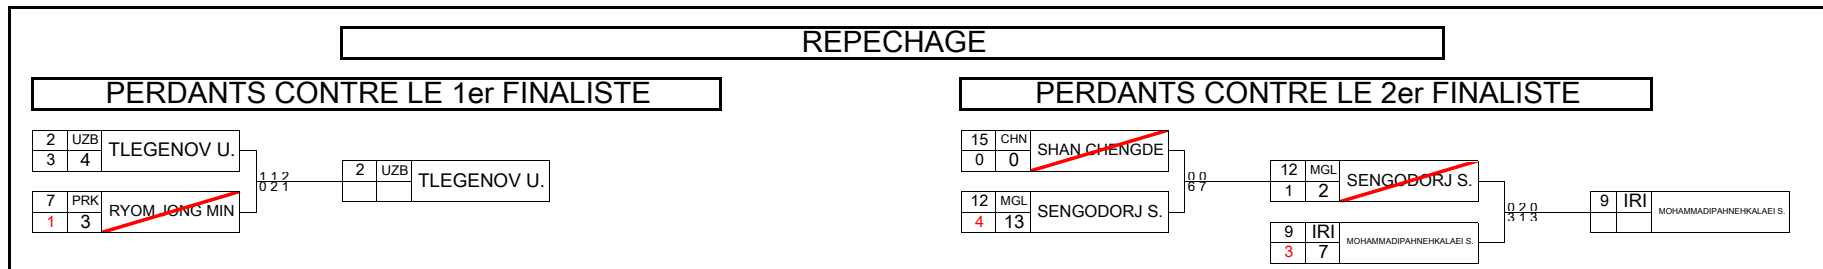 REPECHAGE
PERDANTS CONTRE LE 1er FINALISTE
PERDANTS CONTRE LE 2er FINALISTE
2 UZB TLEGENOV U.
3 4
1 1 2
0 2 1
7 PRK RYOM JONG MIN
1 3
2 UZB TLEGENOV U.
15 CHN SHAN CHENGDE
0 0
0 0
6 7
12 MGL SENGODORJ S.
4 13
12 MGL SENGODORJ S.
1 2
0 2 0
3 1 3
9 IRI MOHAMMADIPAHNEHKALAEI S.
3 7
9 IRI MOHAMMADIPAHNEHKALAEI S.